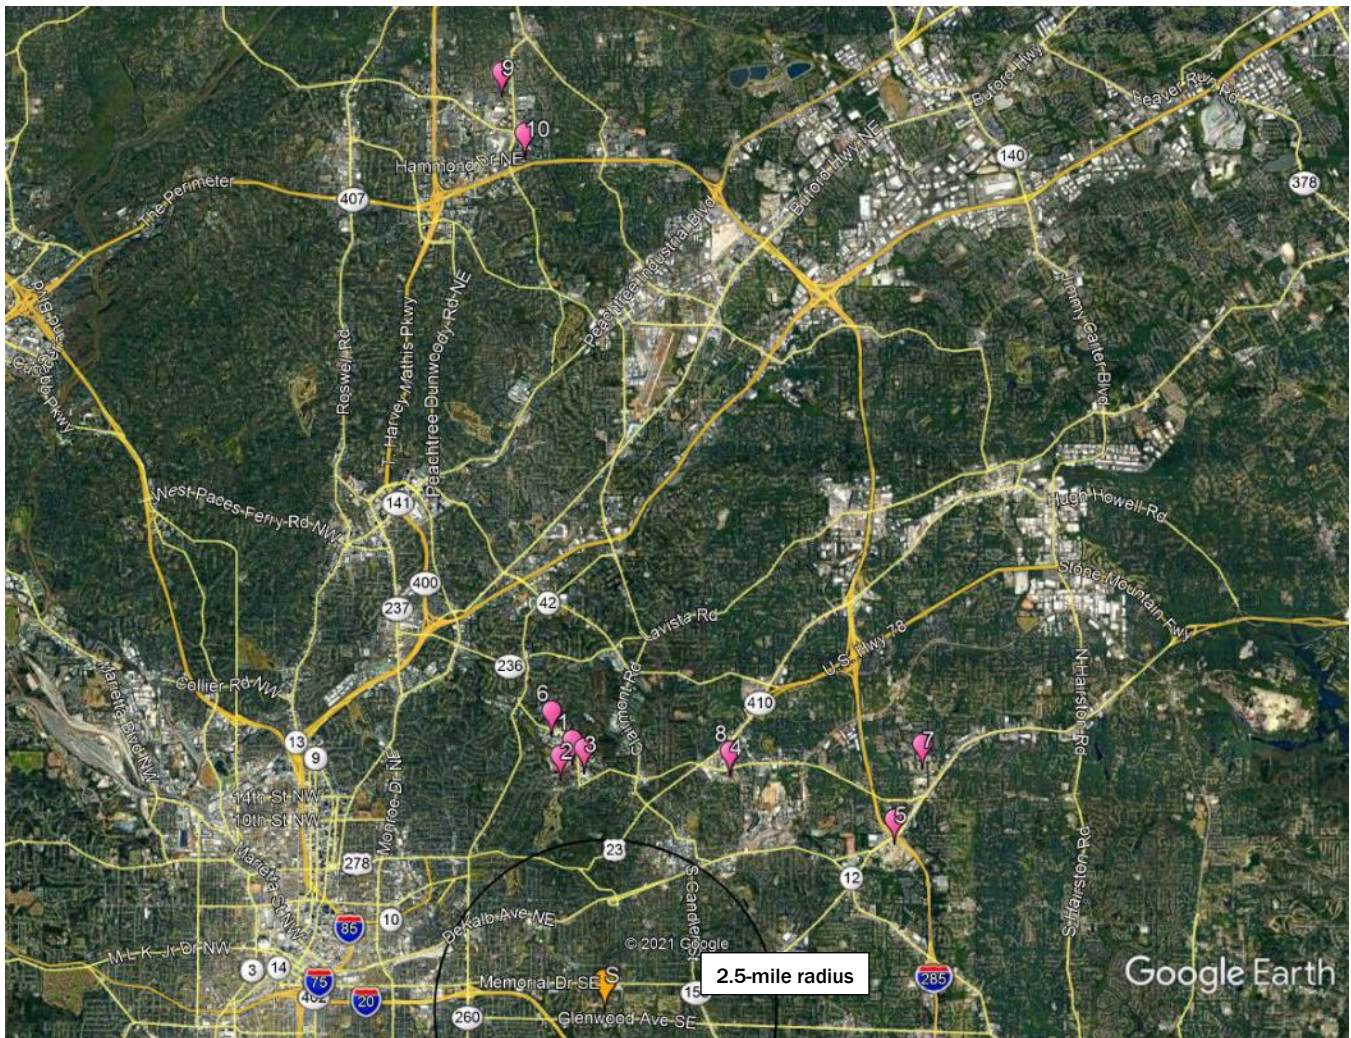 9
10
Hammond Dr NE
407
The Perimeter
Buford Hwy
Beaver Run Rd
140
378
Buford Hwy NE
Peachtree Industrial Blvd
Jimmy Carter Blvd
Roswell Rd
T. Harvey Mathis Pkwy
Peachtree Dunwoody Rd NE
Pkwy
West Paces Ferry Rd NW
141
Hugh Howell Rd
400
237
42
Lavista Rd
Stone Mountain Fwy
U.S. Hwy 78
236
Collier Rd NW
Marietta Blvd NW
Clairmont Rd
410
N Hairston Rd
6
1
2
3
8
4
7
13
9
14th St NW
10th St NW
Monroe Dr NE
5
Marietta St NW
278
23
12
S Candler St
S Hairston Rd
10
85
DeKalb Ave NE
M.L.K. Jr Dr NW
© 2021 Google
3
14
75
402
20
Memorial Dr SE
S
2.5-mile radius
285
Google Earth
260
Glenwood Ave SE